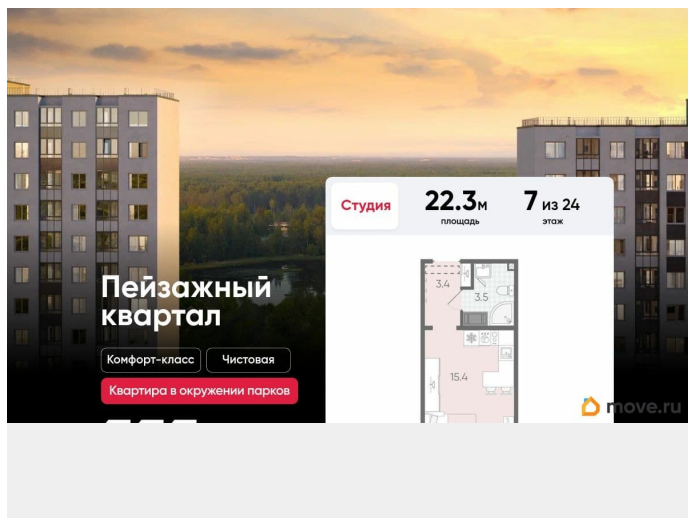 Студия
22.3м
площадь
7 из 24
этаж
3.4
3.5
15.4
Пейзажный
квартал
Комфорт-класс
Чистовая
Квартира в окружении парков
move.ru